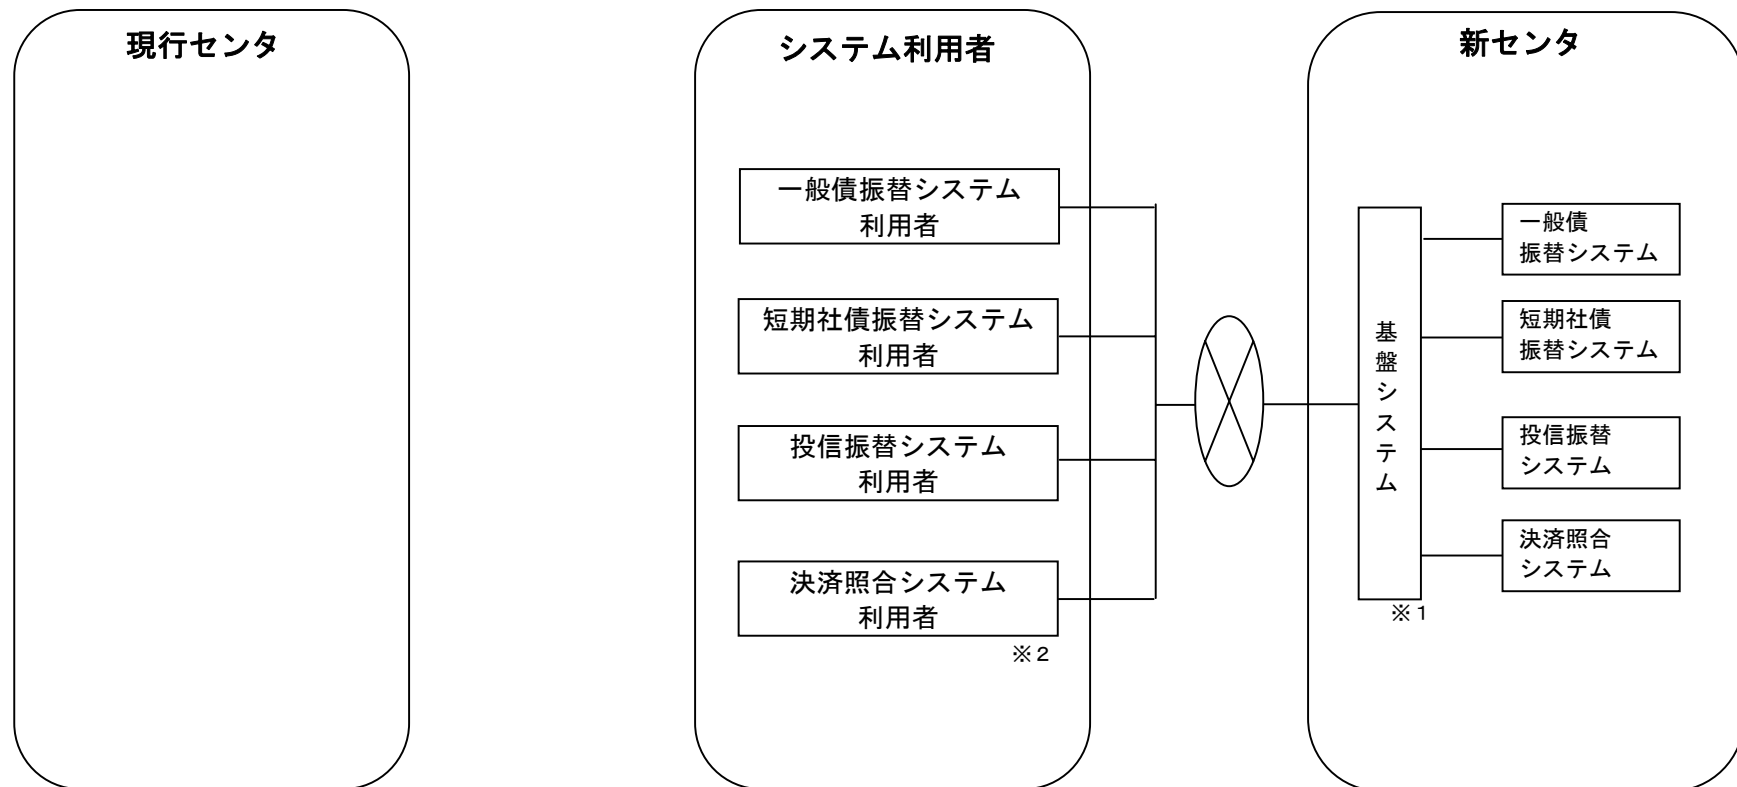 現行センタ
システム利用者
一般債振替システム
利用者
短期社債振替システム
利用者
投信振替システム
利用者
決済照合システム
利用者
※2
新センタ
基盤システム
※1
一般債
振替システム
短期社債
振替システム
投信振替
システム
決済照合
システム